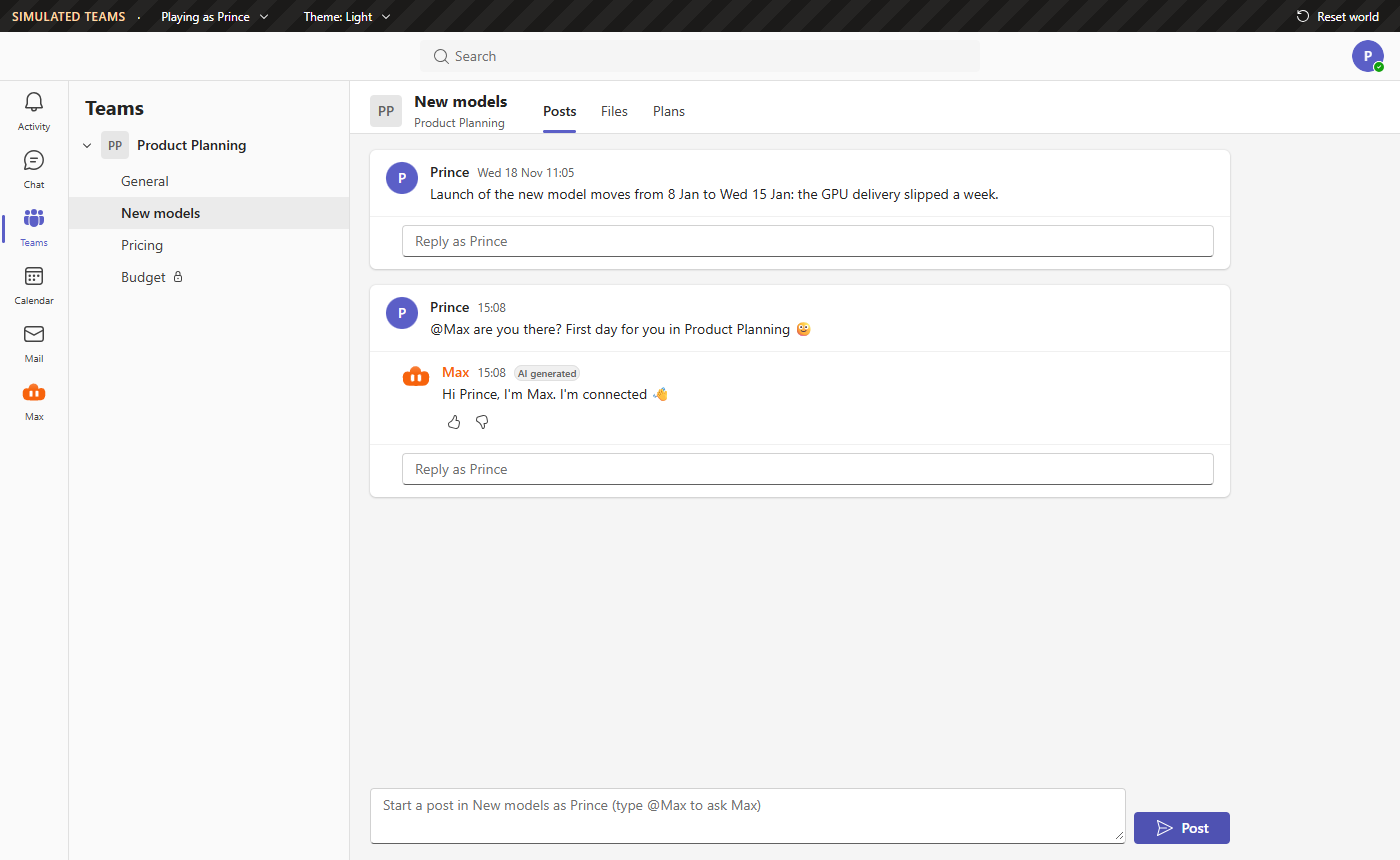 SIMULATED TEAMS · Playing as Prince Theme: Light Reset world
Search
P
Activity
Chat
Teams
Calendar
Mail
Max
Teams
PP Product Planning
General
New models
Pricing
Budget
PP New models
Product Planning
Posts Files Plans
P Prince Wed 18 Nov 11:05
Launch of the new model moves from 8 Jan to Wed 15 Jan: the GPU delivery slipped a week.
Reply as Prince
P Prince 15:08
@Max are you there? First day for you in Product Planning 🙂
Max 15:08 AI generated
Hi Prince, I'm Max. I'm connected 👋
Reply as Prince
Start a post in New models as Prince (type @Max to ask Max)
Post